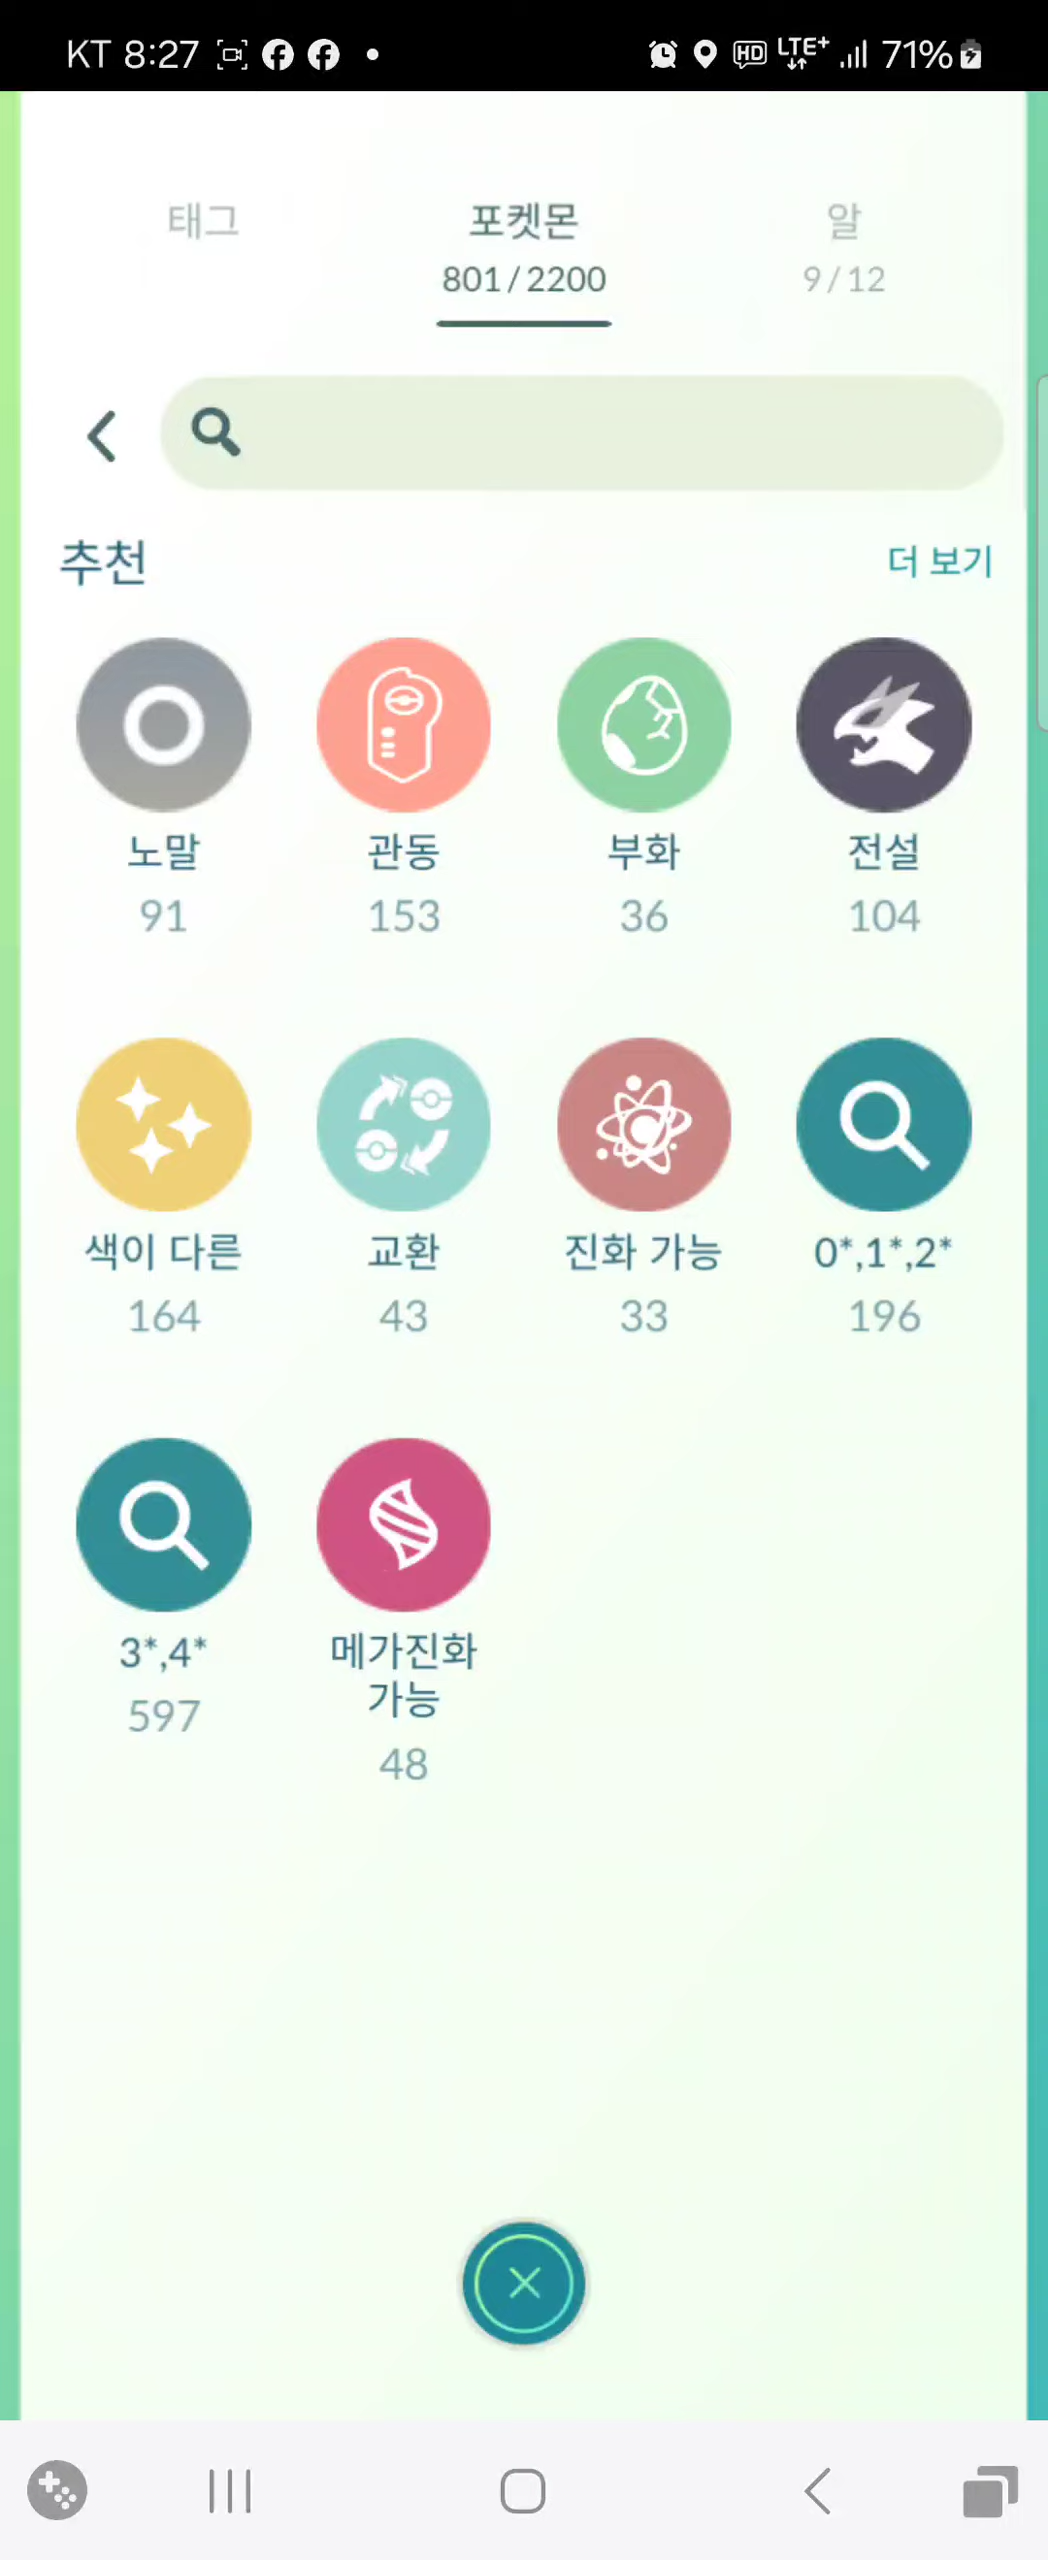 KT 8:27
HD LTE+ 71%
태그 포켓몬 알
801/2200 9/12
추천 더 보기
노말 관동 부화 전설
91 153 36 104
색이 다른 교환 진화 가능 0*,1*,2*
164 43 33 196
3*,4* 메가진화
가능
597
48